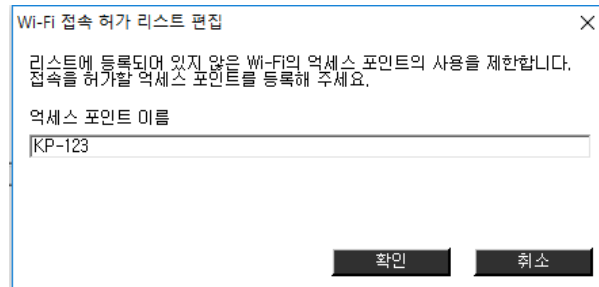 Wi-Fi 접속 허가 리스트 편집
리스트에 등록되어 있지 않은 Wi-Fi의 억세스 포인트의 사용을 제한합니다.
접속을 허가할 억세스 포인트를 등록해 주세요.
억세스 포인트 이름
KP-123
확인
취소